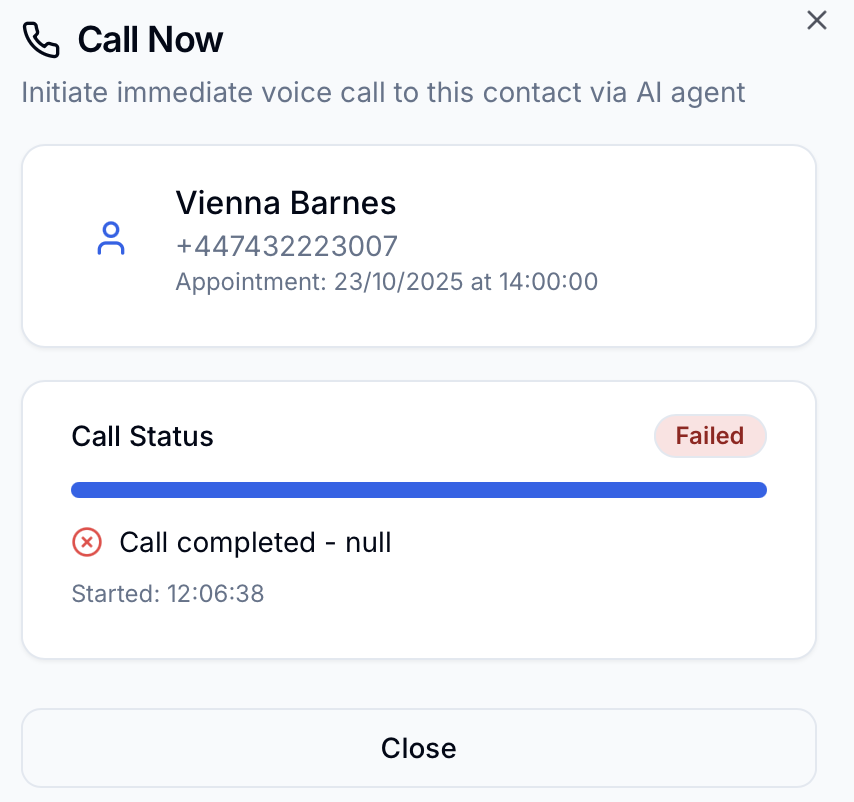 Call Now
Initiate immediate voice call to this contact via AI agent
Vienna Barnes
+447432223007
Appointment: 23/10/2025 at 14:00:00
Call Status
Failed
Call completed - null
Started: 12:06:38
Close